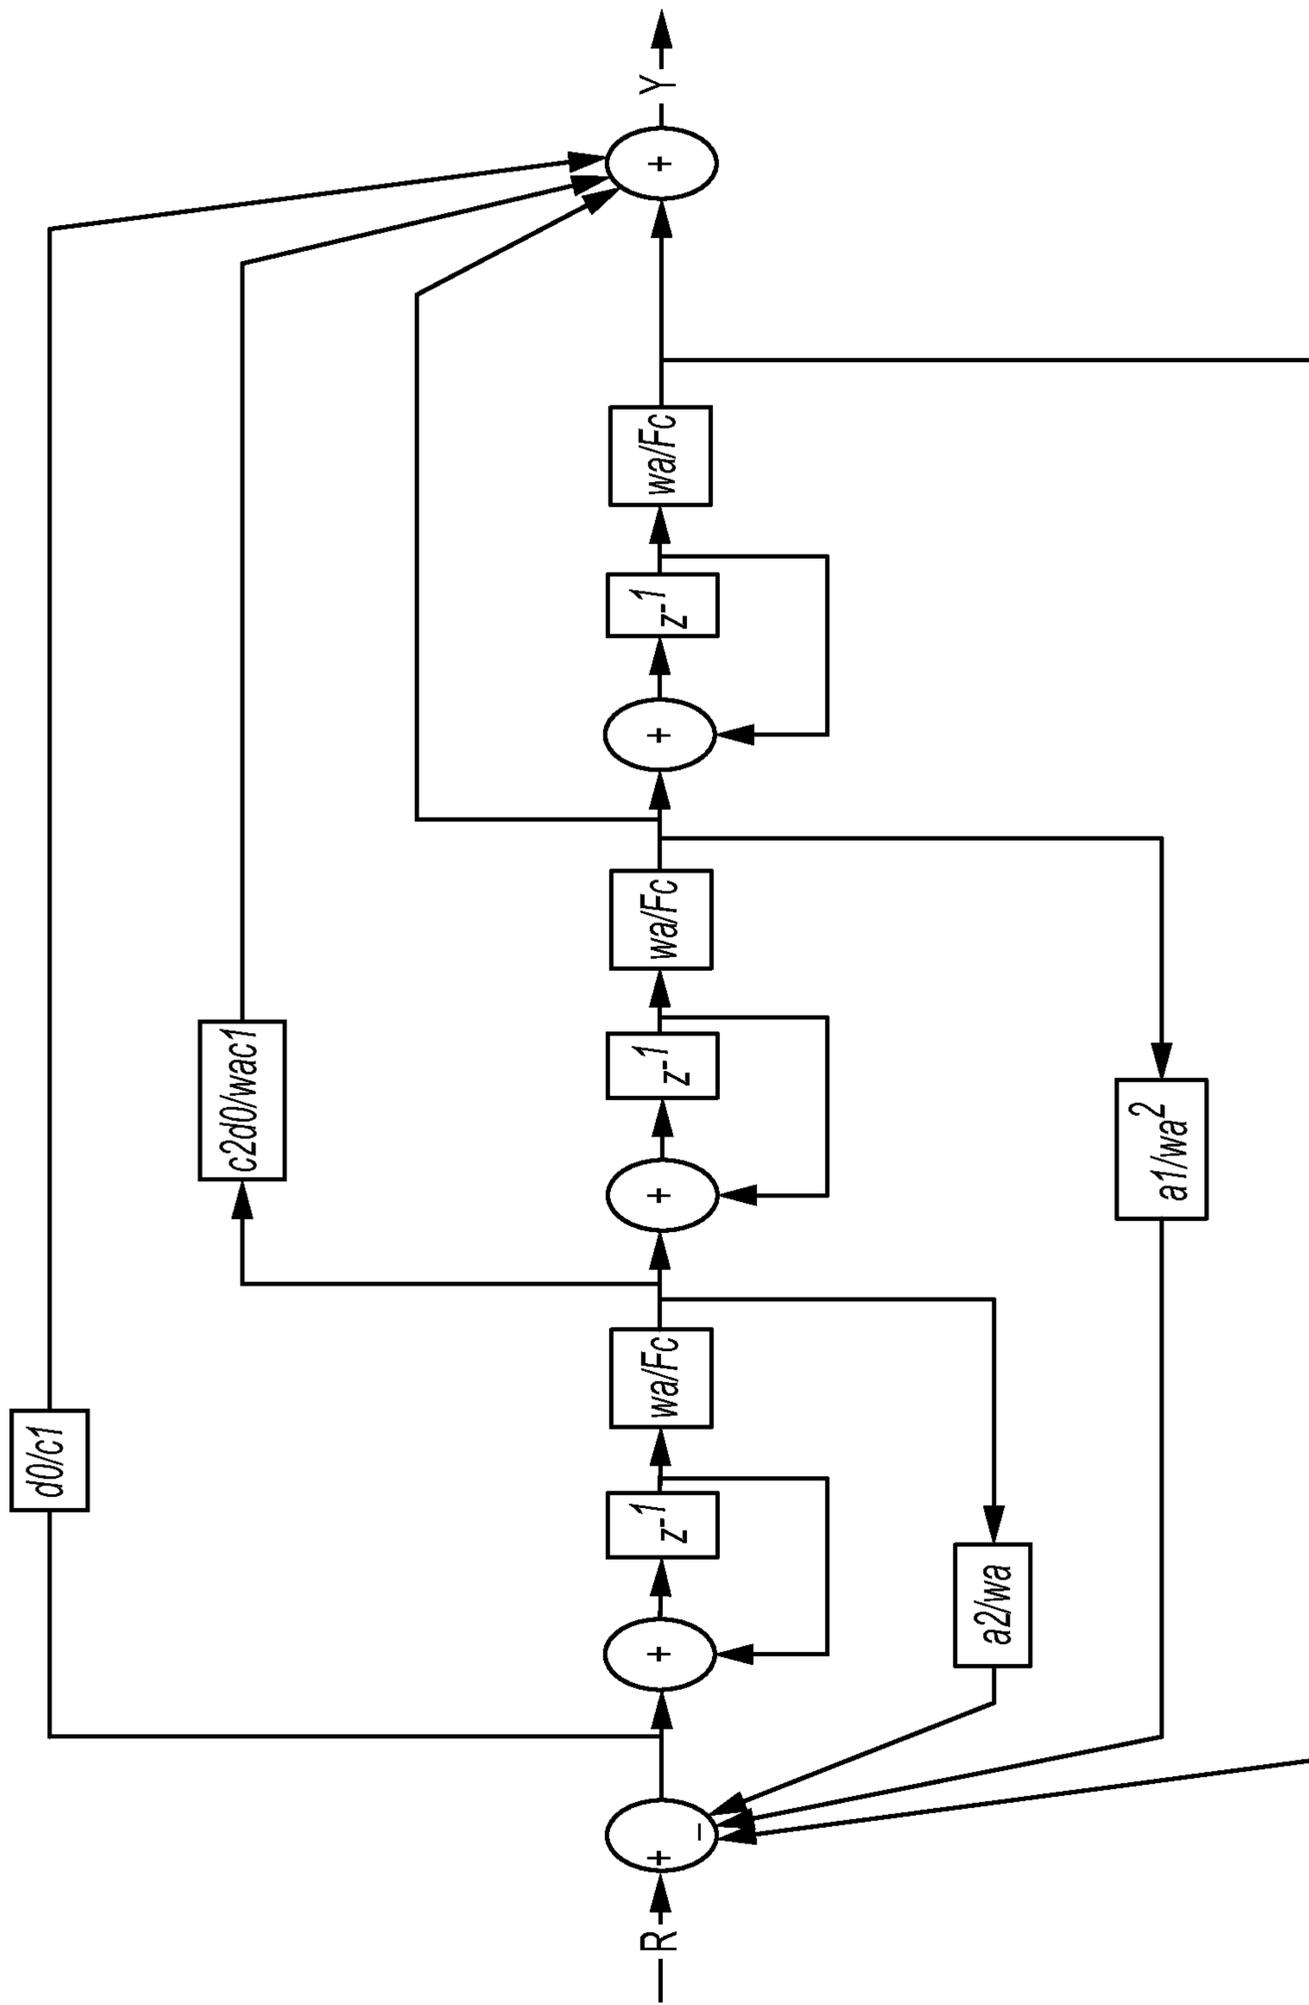 Y
+
wa/Fc
z-1
+
wa/Fc
c2d0/wac1
z-1
a1/wa2
+
wa/Fc
d0/c1
z-1
a2/wa
+
+
−
R